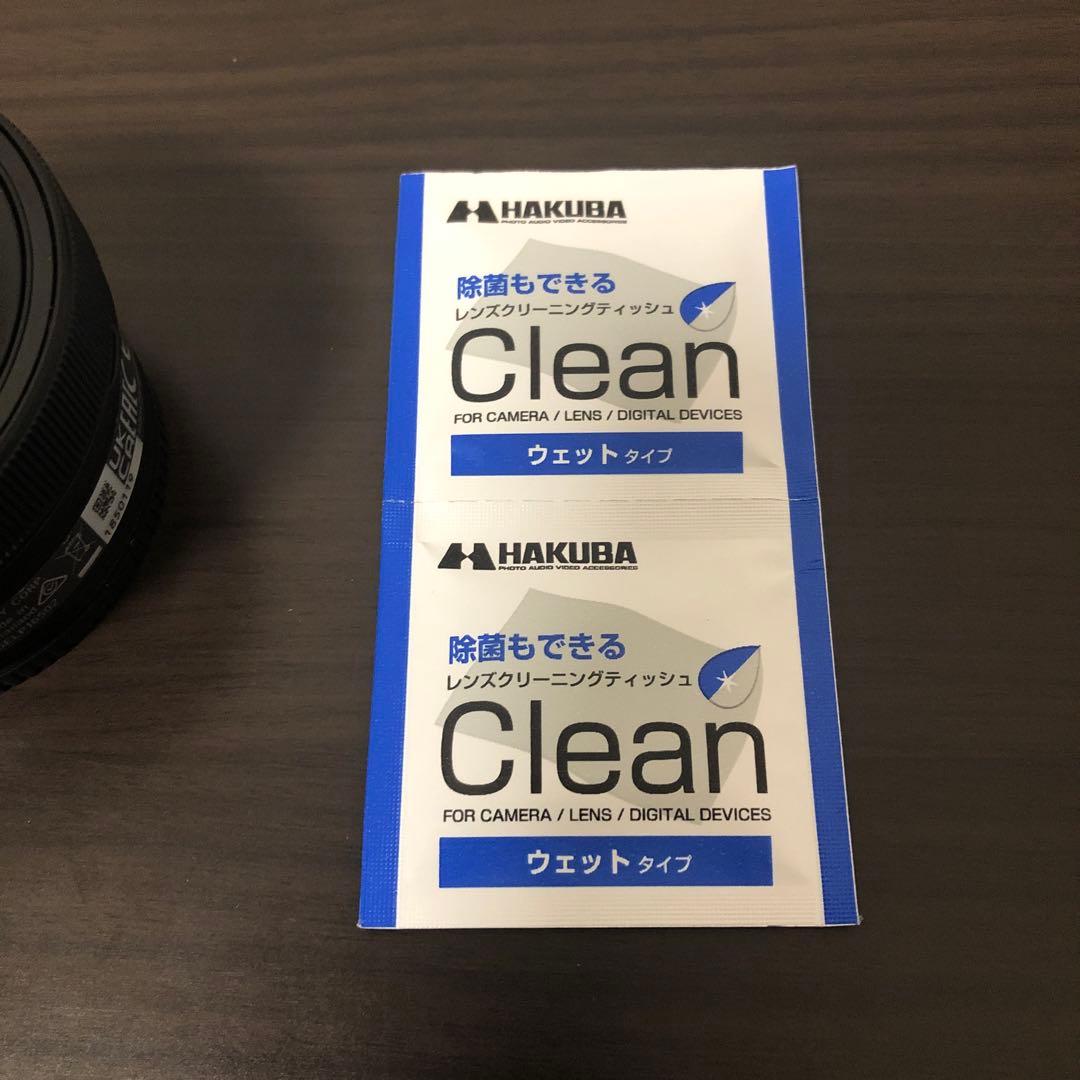 HAKUBA
PHOTO AUDIO VIDEO ACCESSORIES
除菌もできる
レンズクリーニングティッシュ
Clean
FOR CAMERA / LENS / DIGITAL DEVICES
ウェットタイプ
HAKUBA
PHOTO AUDIO VIDEO ACCESSORIES
除菌もできる
レンズクリーニングティッシュ
Clean
FOR CAMERA / LENS / DIGITAL DEVICES
ウェットタイプ
EAC
1850119
CORP